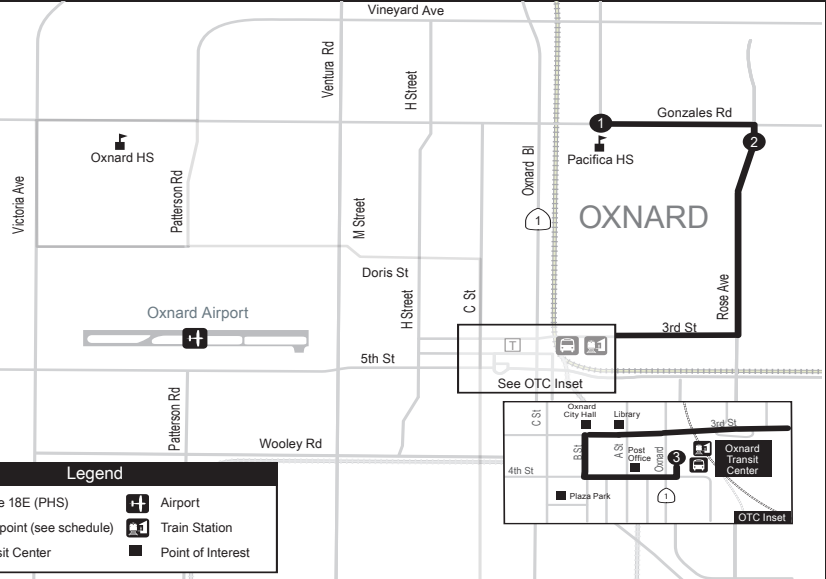 Vineyard Ave
Ventura Rd
H Street
Gonzales Rd
1
2
Oxnard HS
Pacifica HS
Oxnard Bl
Victoria Ave
Patterson Rd
M Street
1
OXNARD
Doris St
Rose Ave
H Street
C St
Oxnard Airport
3rd St
T
5th St
See OTC Inset
Patterson Rd
Wooley Rd
Oxnard
City Hall
Library
C St
3rd St
B St
A St
Post
Office
Oxnard
3
Oxnard
Transit
Center
4th St
Plaza Park
1
OTC Inset
Legend
e 18E (PHS)
Airport
point (see schedule)
Train Station
sit Center
Point of Interest